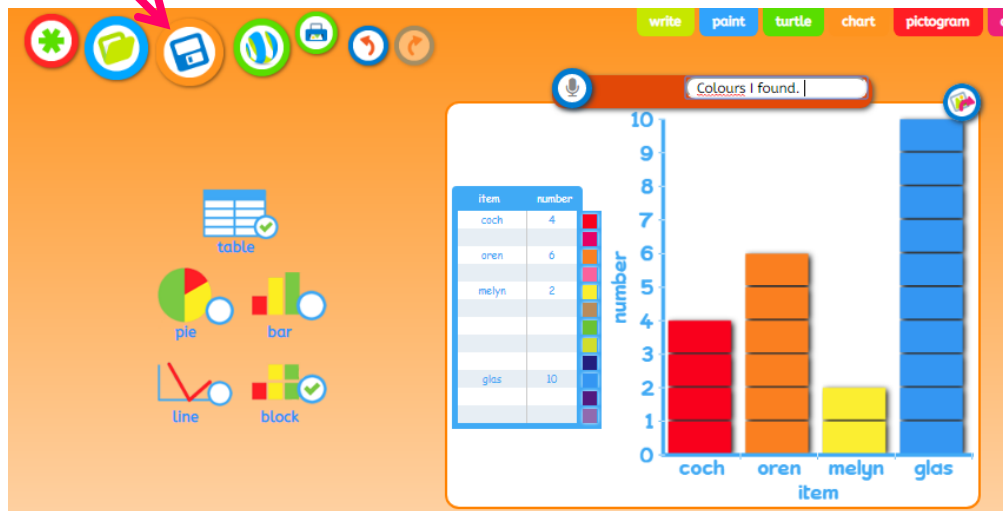 write paint turtle chart pictogram
Colours I found.
table
pie bar
line block
item number
coch 4
oren 6
melyn 2
glas 10
number
10
9
8
7
6
5
4
3
2
1
0
coch oren melyn glas
item